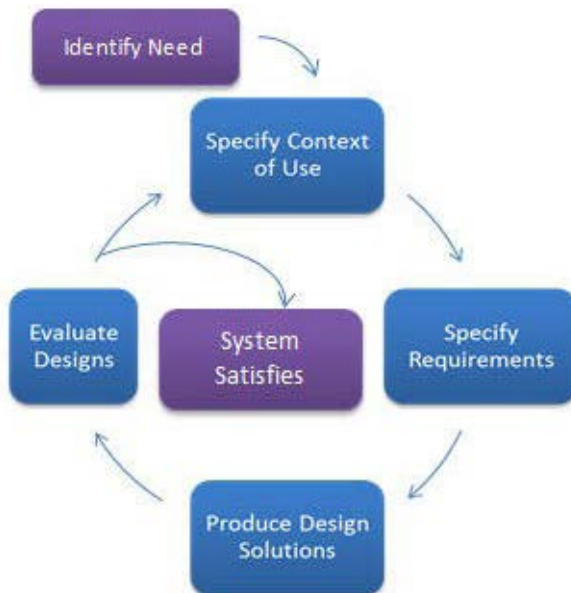 Identify Need
Specify Context
of Use
Specify
Requirements
Produce Design
Solutions
Evaluate
Designs
System
Satisfies